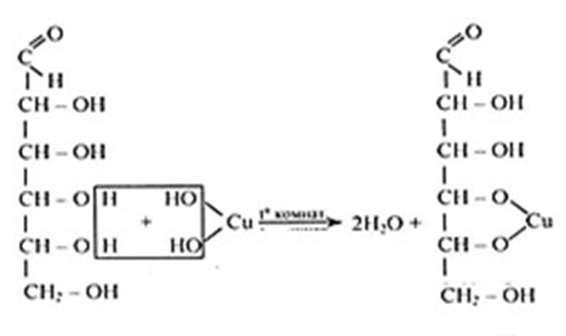 C=O C=O
H H
CH – OH CH – OH
CH – OH CH – OH
CH – O H HO CH – O
+ Cu t° комнат 2H₂O + Cu
CH – O H HO CH – O
CH₂ – OH CH₂ – OH